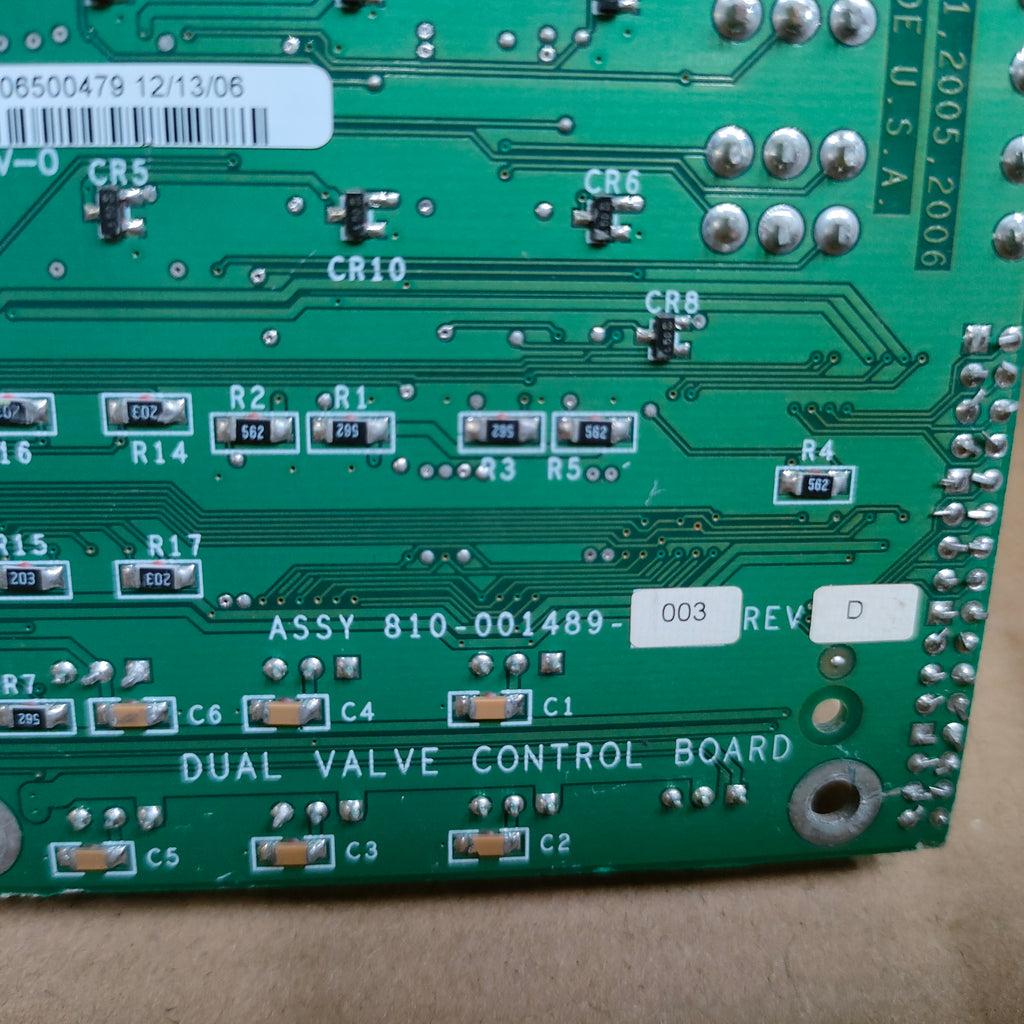 06500479 12/13/06
V-0
1,2005,2006
DE U.S.A.
CR5
CR6
CR10
CR8
R2
R1
203
562
562
562
562
16
R14
R3
R5
R4
562
R15
R17
203
203
ASSY 810-001489-003 REV D
R7
562
C6
C4
C1
DUAL VALVE CONTROL BOARD
C5
C3
C2